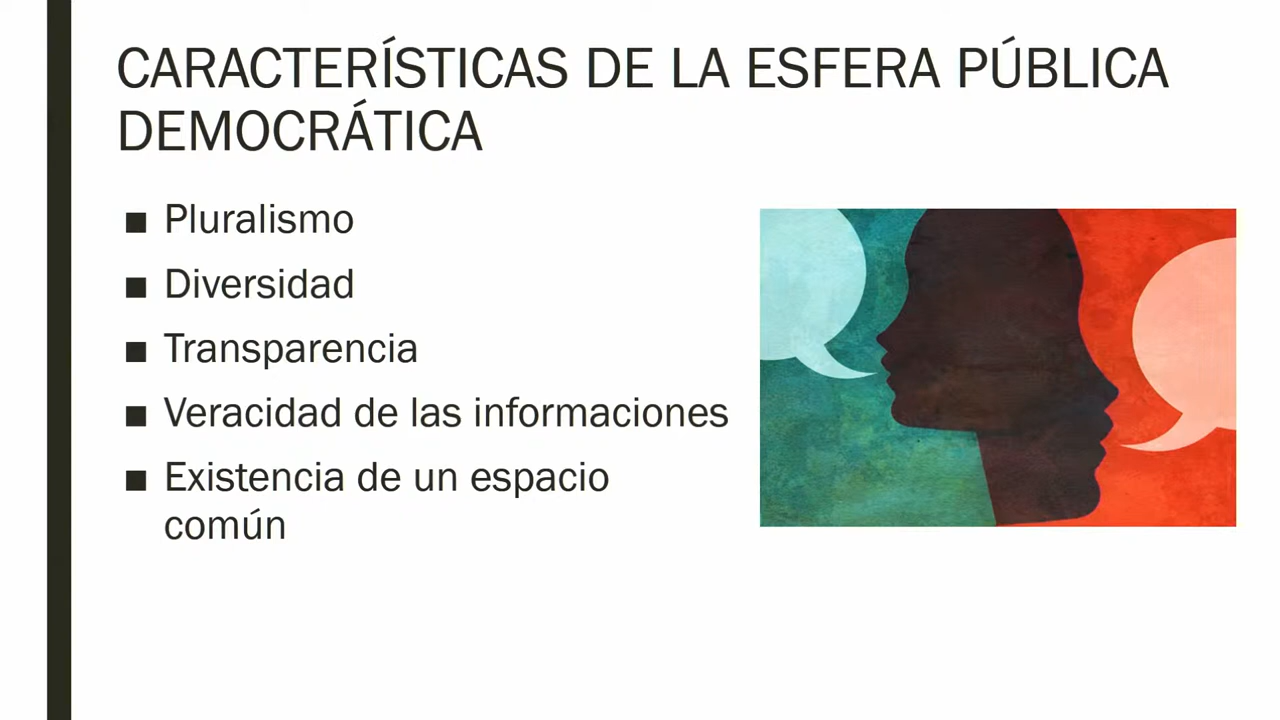 CARACTERÍSTICAS DE LA ESFERA PÚBLICA
DEMOCRÁTICA
■ Pluralismo
■ Diversidad
■ Transparencia
■ Veracidad de las informaciones
■ Existencia de un espacio
común